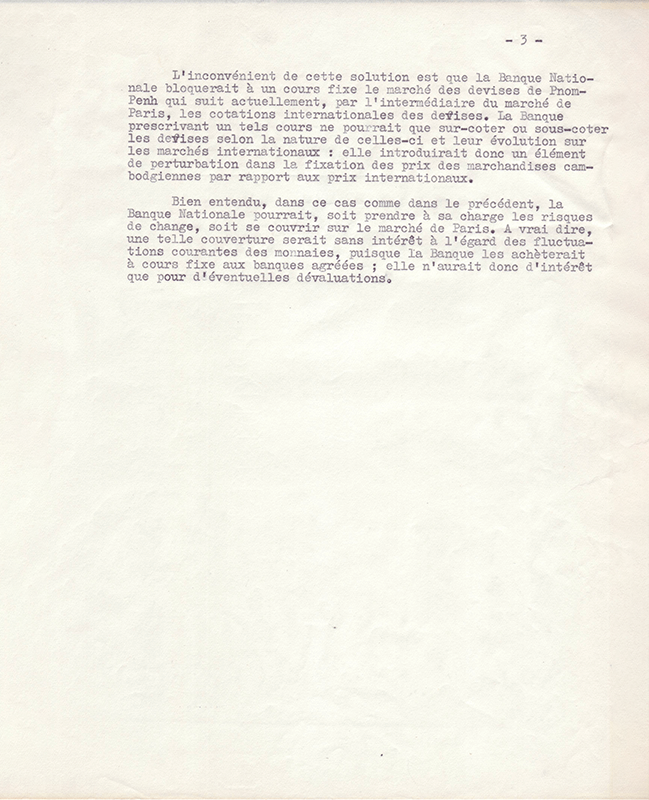 - 3 -
L'inconvénient de cette solution est que la Banque Natio-
nale bloquerait à un cours fixe le marché des devises de Pnom-
Penh qui suit actuellement, par l'intermédiaire du marché de
Paris, les cotations internationales des devises. La Banque
prescrivant un tels cours ne pourrait que sur-coter ou sous-coter
les devises selon la nature de celles-ci et leur évolution sur
les marchés internationaux : elle introduirait donc un élément
de perturbation dans la fixation des prix des marchandises cam-
bodgiennes par rapport aux prix internationaux.
Bien entendu, dans ce cas comme dans le précédent, la
Banque Nationale pourrait, soit prendre à sa charge les risques
de change, soit se couvrir sur le marché de Paris. A vrai dire,
une telle couverture serait sans intérêt à l'égard des fluctua-
tions courantes des monnaies, puisque la Banque les achèterait
à cours fixe aux banques agréées ; elle n'aurait donc d'intérêt
que pour d'éventuelles dévaluations.